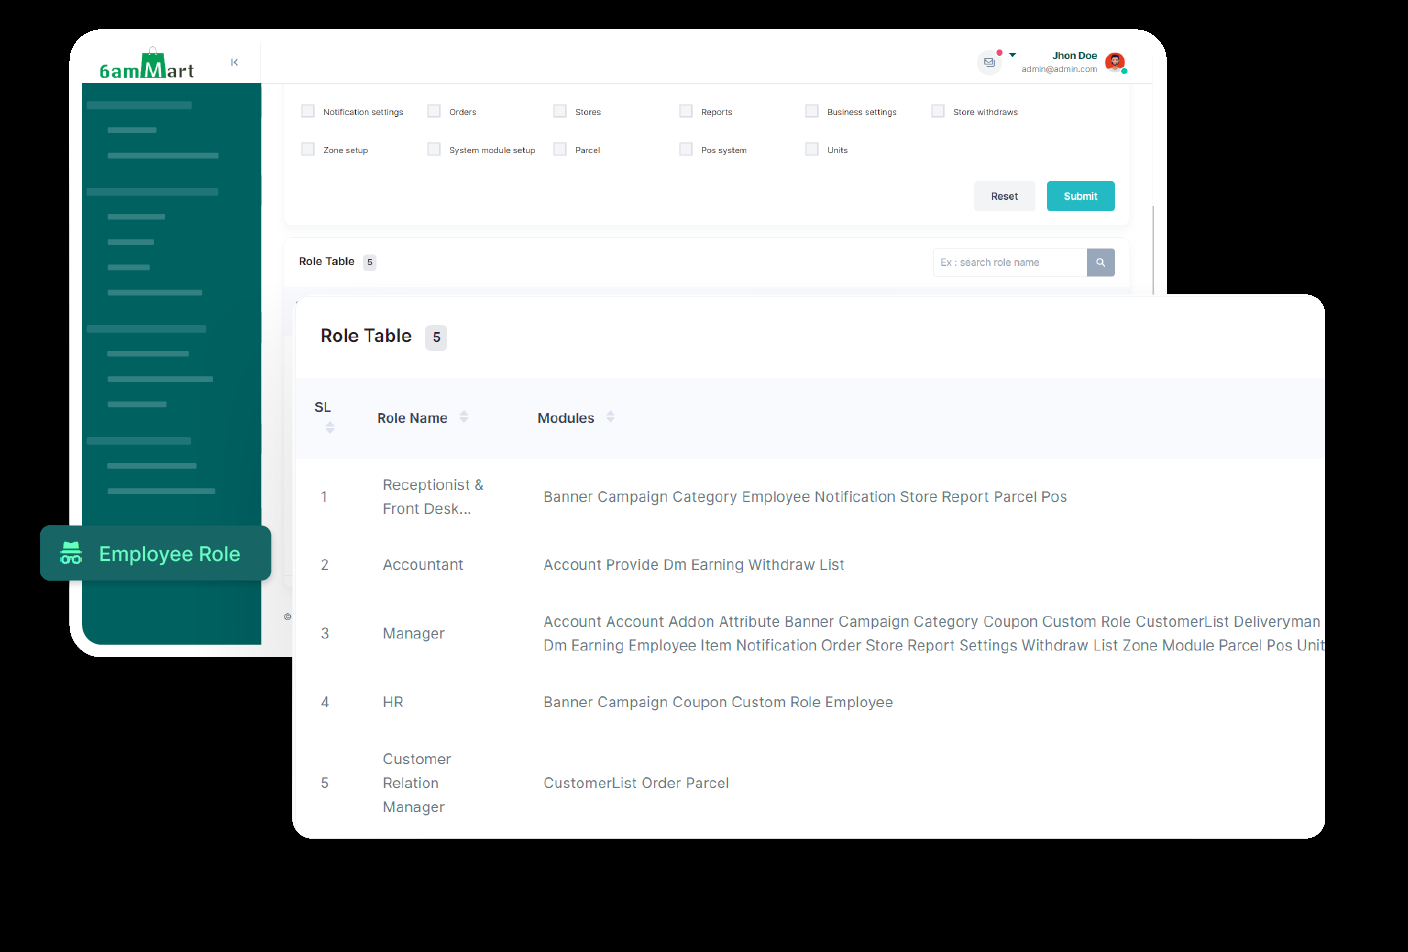 6amMart
Jhon Doe
admin@admin.com
Notification settings Orders Stores Reports Business settings Store withdraws
Zone setup System module setup Parcel Pos system Units
Reset Submit
Role Table 5
Ex : search role name
Role Table 5
SL Role Name Modules
1 Receptionist & Front Desk... Banner Campaign Category Employee Notification Store Report Parcel Pos
2 Accountant Account Provide Dm Earning Withdraw List
3 Manager Account Account Addon Attribute Banner Campaign Category Coupon Custom Role CustomerList Deliveryman
Dm Earning Employee Item Notification Order Store Report Settings Withdraw List Zone Module Parcel Pos Unit
4 HR Banner Campaign Coupon Custom Role Employee
5 Customer Relation Manager CustomerList Order Parcel
Employee Role
©